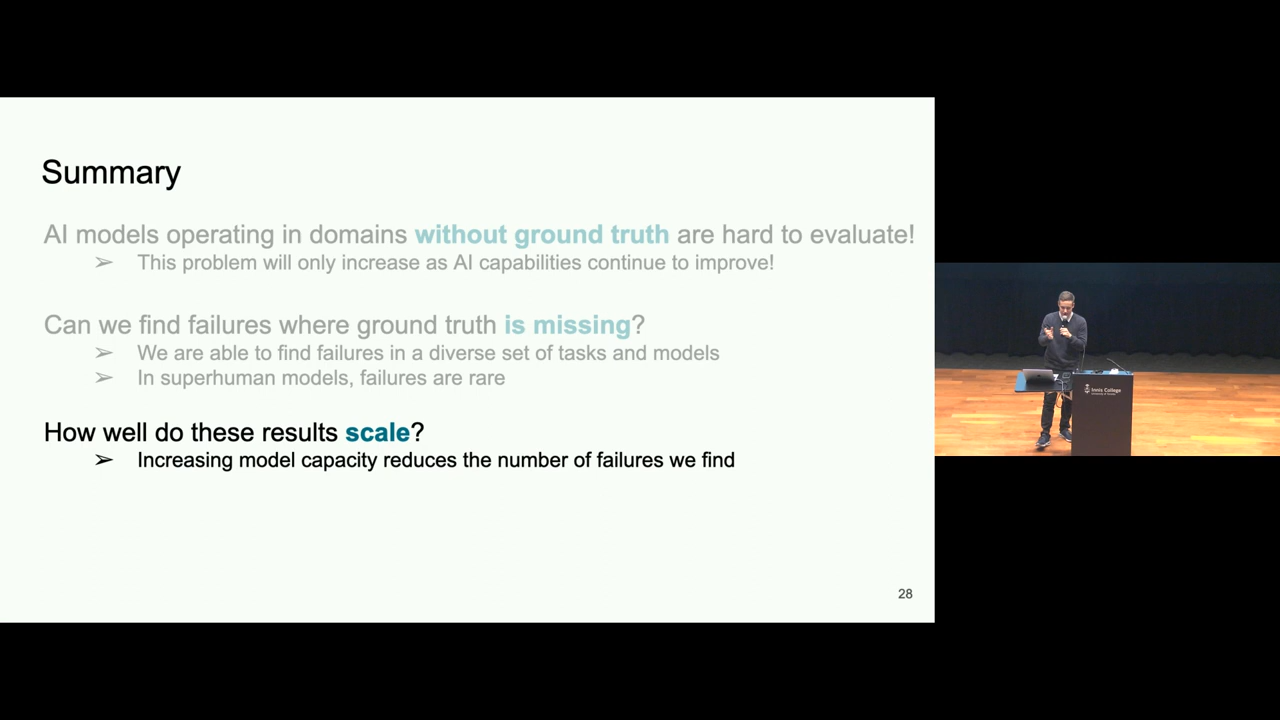 Summary
AI models operating in domains without ground truth are hard to evaluate!
➢ This problem will only increase as AI capabilities continue to improve!
Can we find failures where ground truth is missing?
➢ We are able to find failures in a diverse set of tasks and models
➢ In superhuman models, failures are rare
How well do these results scale?
➢ Increasing model capacity reduces the number of failures we find
28
Innis College